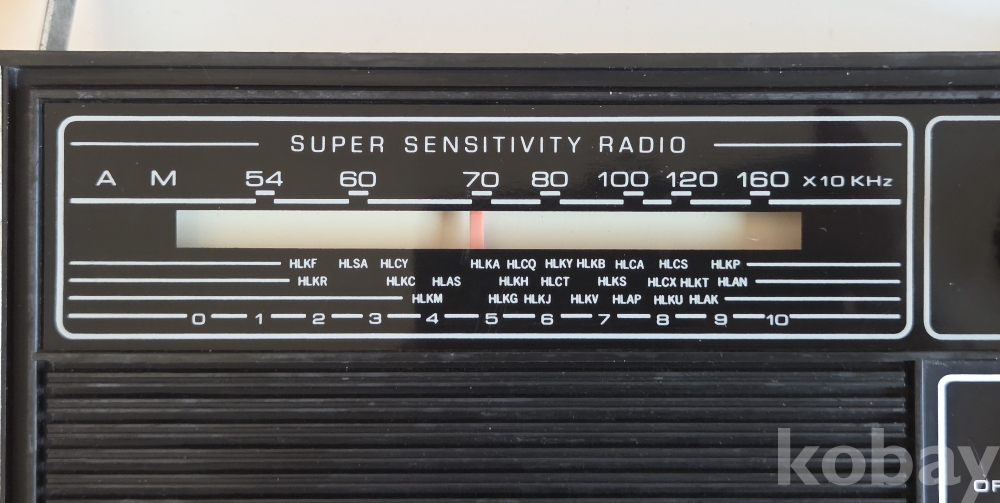 SUPER SENSITIVITY RADIO
A M 54 60 70 80 100 120 160 X10 KHz
HLKF HLSA HLCY HLKA HLCQ HLKY HLKB HLCA HLCS HLKP
HLKR HLKC HLAS HLKH HLCT HLKS HLCX HLKT HLAN
HLKM HLKG HLKJ HLKV HLAP HLKU HLAK
0 1 2 3 4 5 6 7 8 9 10
kobay